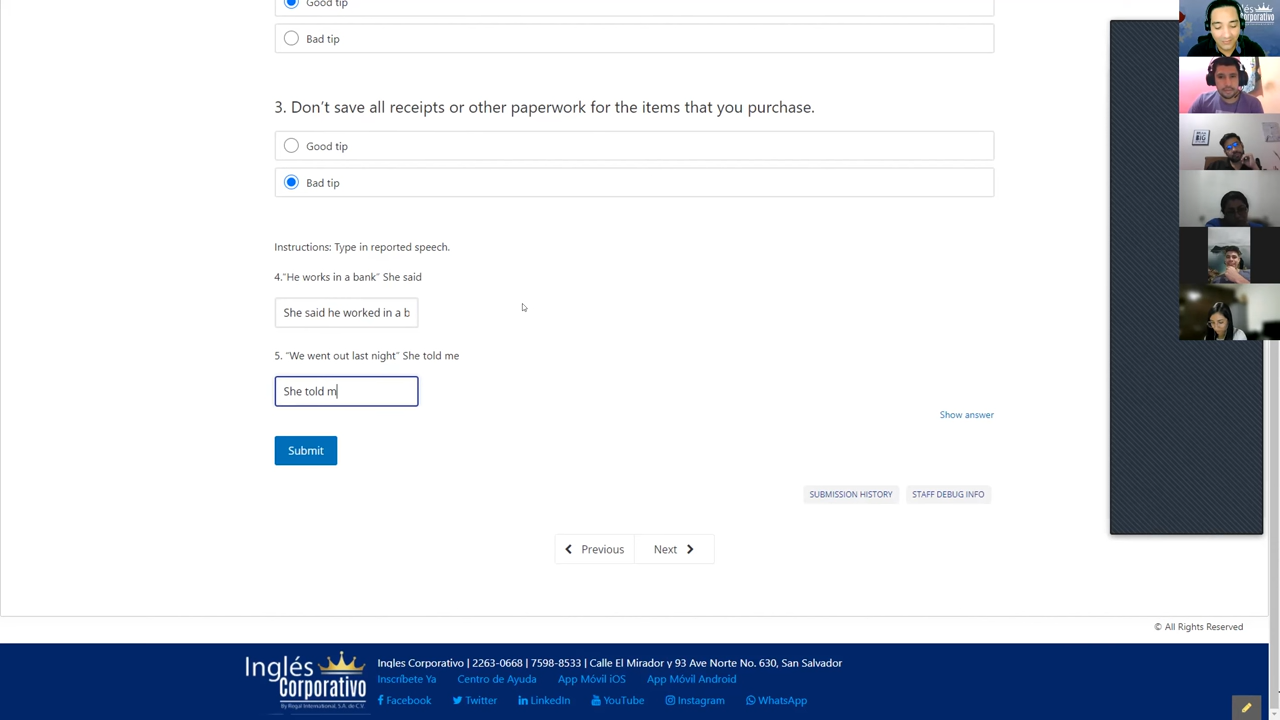 Good tip
Bad tip
3. Don't save all receipts or other paperwork for the items that you purchase.
Good tip
Bad tip
Instructions: Type in reported speech.
4."He works in a bank" She said
She said he worked in a b
5. "We went out last night" She told me
She told m
Show answer
Submit
SUBMISSION HISTORY
STAFF DEBUG INFO
Previous
Next
© All Rights Reserved
Inglés Corporativo
By Regal International, S.A. de C.V.
Ingles Corporativo | 2263-0668 | 7598-8533 | Calle El Mirador y 93 Ave Norte No. 630, San Salvador
Inscríbete Ya Centro de Ayuda App Móvil iOS App Móvil Android
Facebook Twitter LinkedIn YouTube Instagram WhatsApp